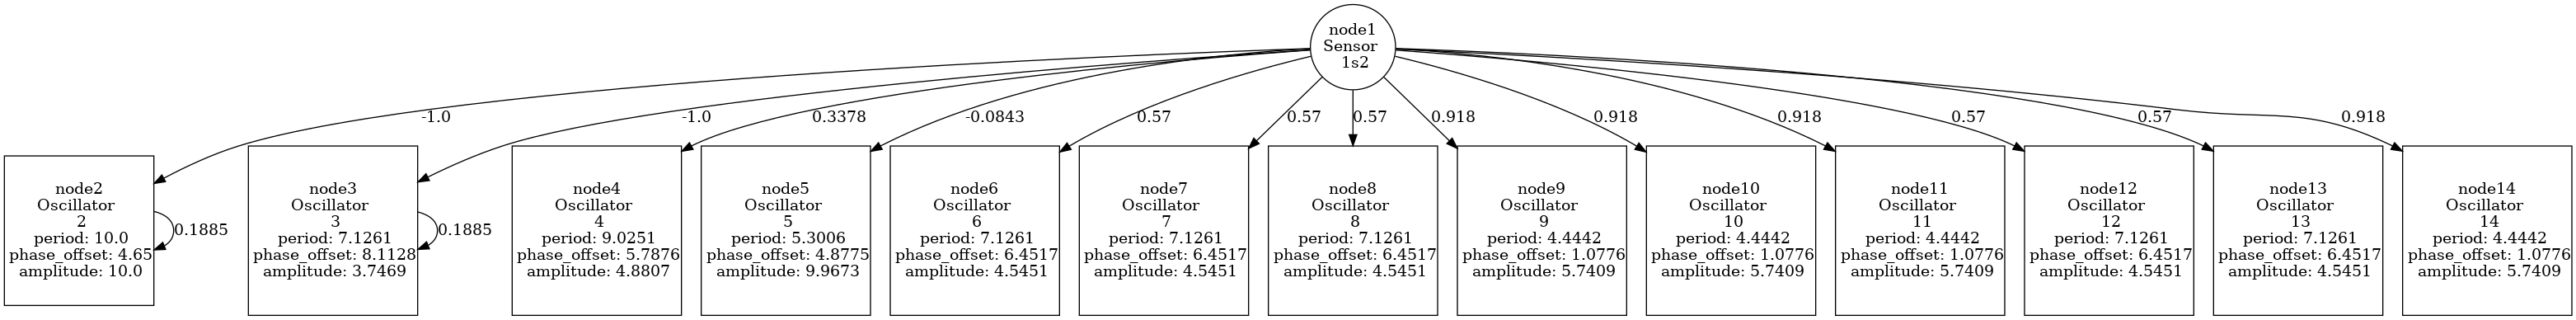 node1
Sensor
1s2
-1.0
-1.0
0.3378
-0.0843
0.57
0.57
0.57
0.918
0.918
0.918
0.57
0.57
0.918
node2
Oscillator
2
period: 10.0
phase_offset: 4.65
amplitude: 10.0
0.1885
node3
Oscillator
3
period: 7.1261
phase_offset: 8.1128
amplitude: 3.7469
0.1885
node4
Oscillator
4
period: 9.0251
phase_offset: 5.7876
amplitude: 4.8807
node5
Oscillator
5
period: 5.3006
phase_offset: 4.8775
amplitude: 9.9673
node6
Oscillator
6
period: 7.1261
phase_offset: 6.4517
amplitude: 4.5451
node7
Oscillator
7
period: 7.1261
phase_offset: 6.4517
amplitude: 4.5451
node8
Oscillator
8
period: 7.1261
phase_offset: 6.4517
amplitude: 4.5451
node9
Oscillator
9
period: 4.4442
phase_offset: 1.0776
amplitude: 5.7409
node10
Oscillator
10
period: 4.4442
phase_offset: 1.0776
amplitude: 5.7409
node11
Oscillator
11
period: 4.4442
phase_offset: 1.0776
amplitude: 5.7409
node12
Oscillator
12
period: 7.1261
phase_offset: 6.4517
amplitude: 4.5451
node13
Oscillator
13
period: 7.1261
phase_offset: 6.4517
amplitude: 4.5451
node14
Oscillator
14
period: 4.4442
phase_offset: 1.0776
amplitude: 5.7409